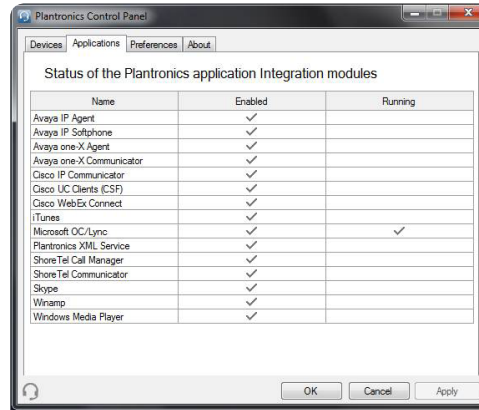 Plantronics Control Panel
Devices Applications Preferences About
Status of the Plantronics application Integration modules
Name Enabled Running
Avaya IP Agent
Avaya IP Softphone
Avaya one-X Agent
Avaya one-X Communicator
Cisco IP Communicator
Cisco UC Clients (CSF)
Cisco WebEx Connect
iTunes
Microsoft OC/Lync
Plantronics XML Service
ShoreTel Call Manager
ShoreTel Communicator
Skype
Winamp
Windows Media Player
OK Cancel Apply